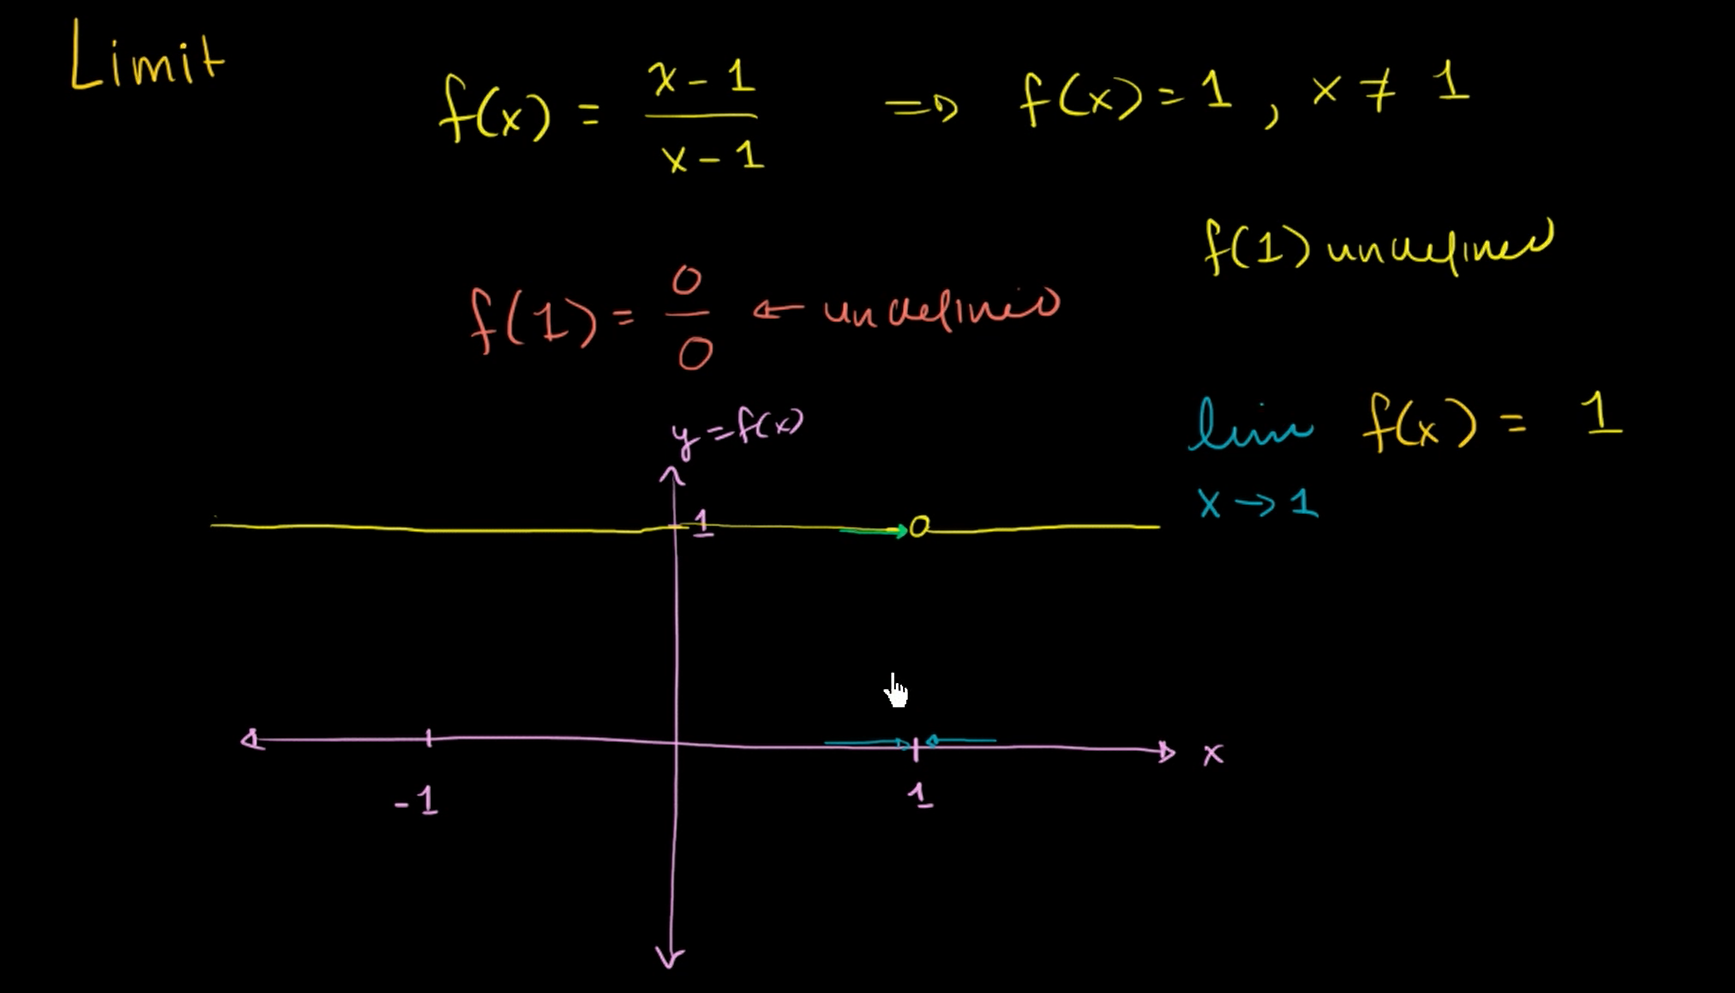 Limit
f(x) = x - 1 / x - 1 ⇒ f(x) = 1 , x ≠ 1
f(1) undefined
f(1) = 0 / 0 ← undefined
lim f(x) = 1
x → 1
y = f(x)
1
x
-1
1